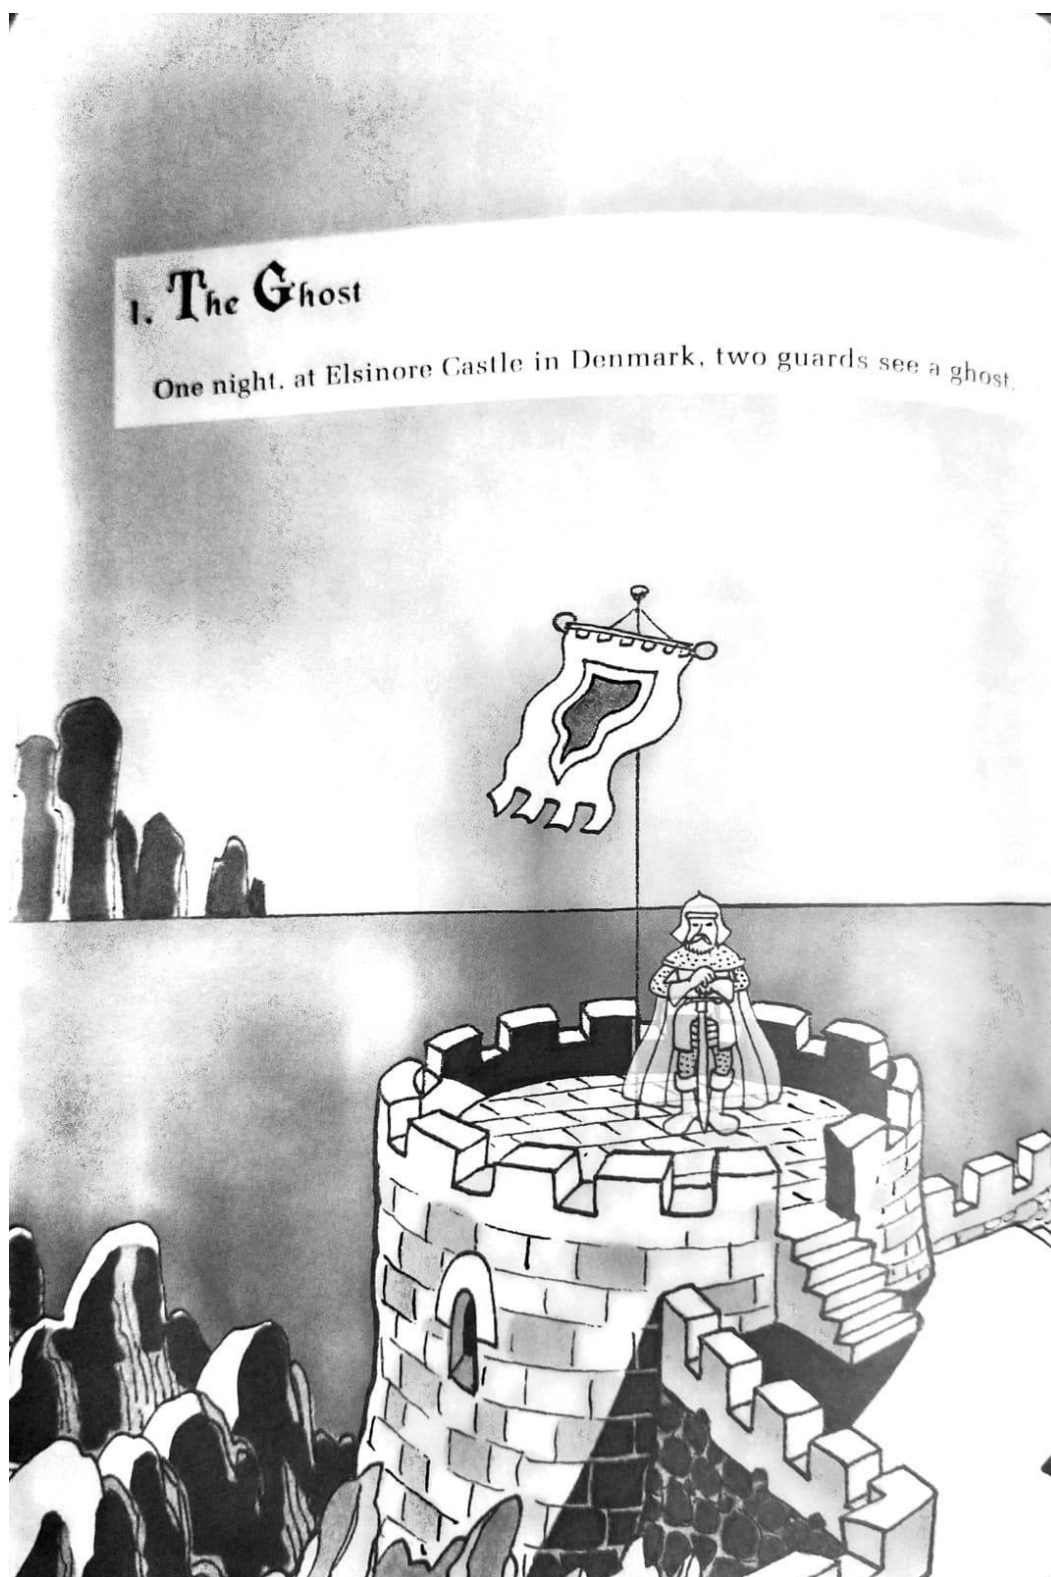 1. The Ghost
One night, at Elsinore Castle in Denmark, two guards see a ghost.